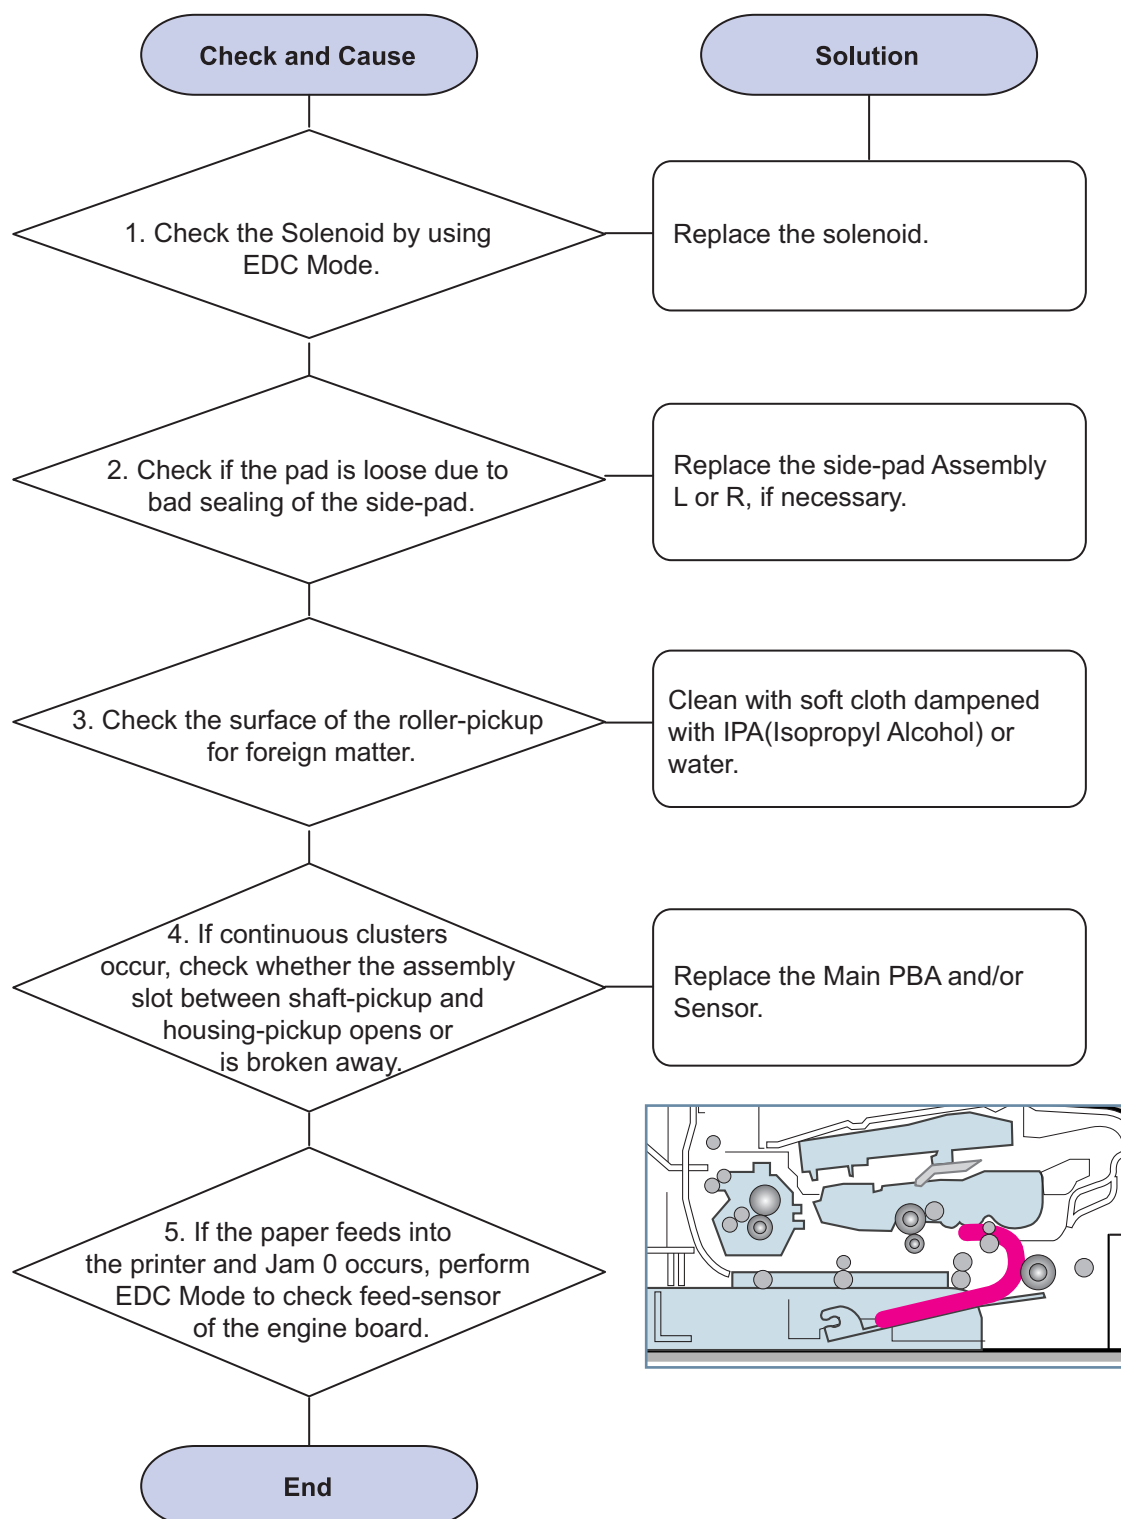 Check and Cause
Solution
1. Check the Solenoid by using
EDC Mode.
Replace the solenoid.
2. Check if the pad is loose due to
bad sealing of the side-pad.
Replace the side-pad Assembly
L or R, if necessary.
3. Check the surface of the roller-pickup
for foreign matter.
Clean with soft cloth dampened
with IPA(Isopropyl Alcohol) or
water.
4. If continuous clusters
occur, check whether the assembly
slot between shaft-pickup and
housing-pickup opens or
is broken away.
Replace the Main PBA and/or
Sensor.
5. If the paper feeds into
the printer and Jam 0 occurs, perform
EDC Mode to check feed-sensor
of the engine board.
End